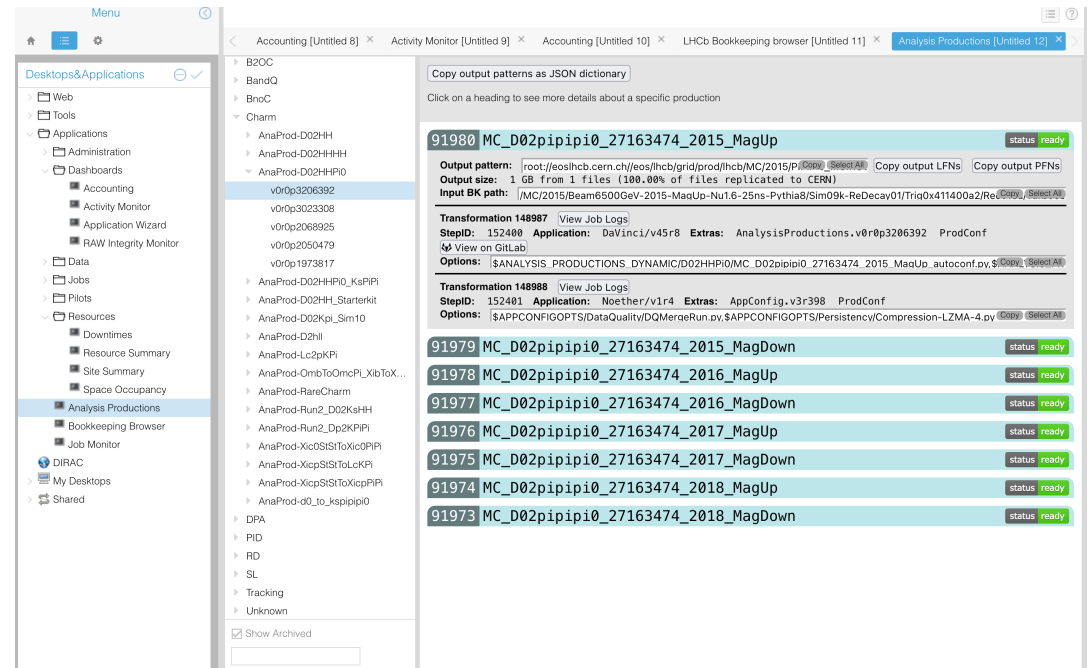 Menu
Accounting [Untitled 8]
Activity Monitor [Untitled 9]
Accounting [Untitled 10]
LHCb Bookkeeping browser [Untitled 11]
Analysis Productions [Untitled 12]
Desktops&Applications
Web
Tools
Applications
Administration
Dashboards
Accounting
Activity Monitor
Application Wizard
RAW Integrity Monitor
Data
Jobs
Pilots
Resources
Downtimes
Resource Summary
Site Summary
Space Occupancy
Analysis Productions
Bookkeeping Browser
Job Monitor
DIRAC
My Desktops
Shared
B2OC
BandQ
BnoC
Charm
AnaProd-D02HH
AnaProd-D02HHHH
AnaProd-D02HHPi0
v0r0p3206392
v0r0p3023308
v0r0p2068925
v0r0p2050479
v0r0p1973817
AnaProd-D02HHPi0_KsPiPi
AnaProd-D02HH_Starterkit
AnaProd-D02Kpi_Sim10
AnaProd-D2hll
AnaProd-Lc2pKPi
AnaProd-OmbToOmcPi_XibToX...
AnaProd-RareCharm
AnaProd-Run2_D02KsHH
AnaProd-Run2_Dp2KPiPi
AnaProd-Xic0StStToXic0PiPi
AnaProd-XicpStStToLcKPi
AnaProd-XicpStStToXicpPiPi
AnaProd-d0_to_kspipipi0
DPA
PID
RD
SL
Tracking
Unknown
Show Archived
Copy output patterns as JSON dictionary
Click on a heading to see more details about a specific production
91980 MC_D02pipipi0_27163474_2015_MagUp status ready
Output pattern: root://eoslhcb.cern.ch//eos/lhcb/grid/prod/lhcb/MC/2015/P Copy Select All Copy output LFNs Copy output PFNs
Output size: 1 GB from 1 files (100.00% of files replicated to CERN)
Input BK path: /MC/2015/Beam6500GeV-2015-MagUp-Nu1.6-25ns-Pythia8/Sim09k-ReDecay01/Trig0x411400a2/Re Copy Select All
Transformation 148987 View Job Logs
StepID: 152400 Application: DaVinci/v45r8 Extras: AnalysisProductions.v0r0p3206392 ProdConf
View on GitLab
Options: $ANALYSIS_PRODUCTIONS_DYNAMIC/D02HHPi0/MC_D02pipipi0_27163474_2015_MagUp_autoconf.py,$ Copy Select All
Transformation 148988 View Job Logs
StepID: 152401 Application: Noether/v1r4 Extras: AppConfig.v3r398 ProdConf
Options: $APPCONFIGOPTS/DataQuality/DQMergeRun.py,$APPCONFIGOPTS/Persistency/Compression-LZMA-4.py Copy Select All
91979 MC_D02pipipi0_27163474_2015_MagDown status ready
91978 MC_D02pipipi0_27163474_2016_MagUp status ready
91977 MC_D02pipipi0_27163474_2016_MagDown status ready
91976 MC_D02pipipi0_27163474_2017_MagUp status ready
91975 MC_D02pipipi0_27163474_2017_MagDown status ready
91974 MC_D02pipipi0_27163474_2018_MagUp status ready
91973 MC_D02pipipi0_27163474_2018_MagDown status ready